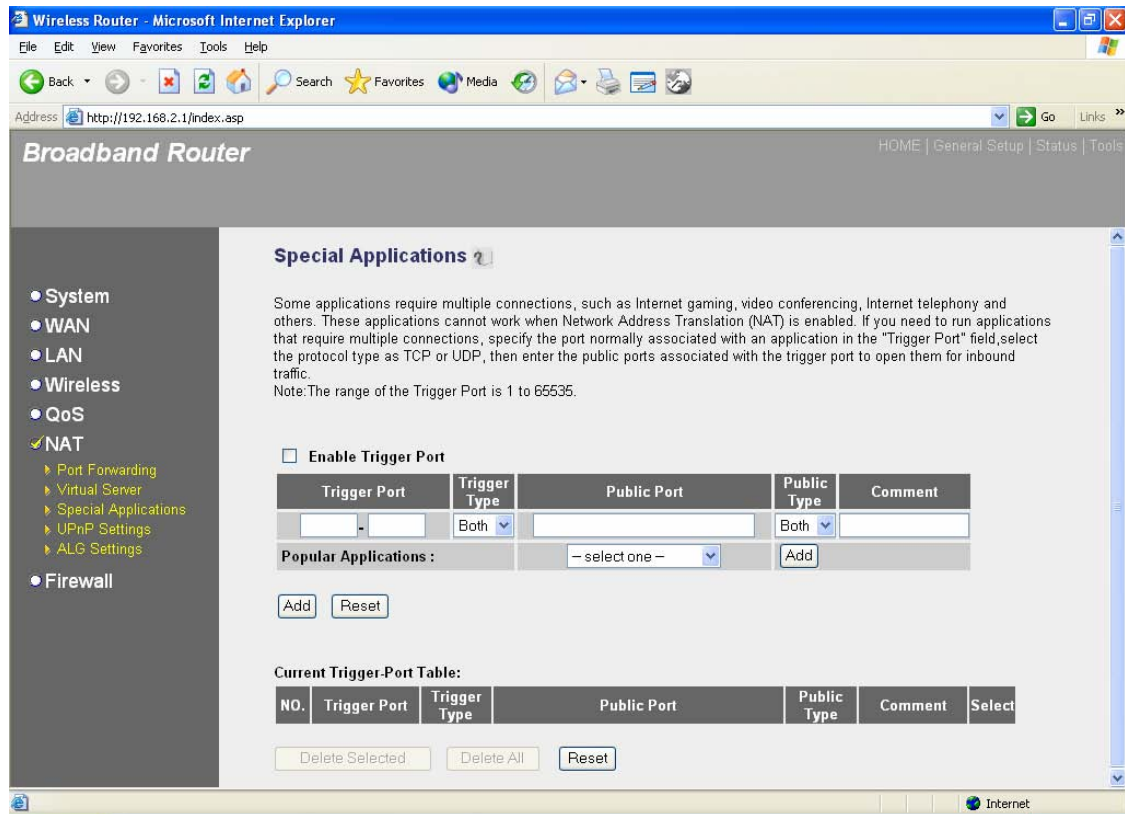 Wireless Router - Microsoft Internet Explorer
File Edit View Favorites Tools Help
Back Search Favorites Media
Address http://192.168.2.1/index.asp Go Links »
Broadband Router
HOME | General Setup | Status | Tools
System
WAN
LAN
Wireless
QoS
NAT
Port Forwarding
Virtual Server
Special Applications
UPnP Settings
ALG Settings
Firewall
Special Applications
Some applications require multiple connections, such as Internet gaming, video conferencing, Internet telephony and
others. These applications cannot work when Network Address Translation (NAT) is enabled. If you need to run applications
that require multiple connections, specify the port normally associated with an application in the "Trigger Port" field,select
the protocol type as TCP or UDP, then enter the public ports associated with the trigger port to open them for inbound
traffic.
Note:The range of the Trigger Port is 1 to 65535.
Enable Trigger Port
Trigger Port Trigger Type Public Port Public Type Comment
- Both Both
Popular Applications : – select one – Add
Add Reset
Current Trigger-Port Table:
NO. Trigger Port Trigger Type Public Port Public Type Comment Select
Delete Selected Delete All Reset
Internet